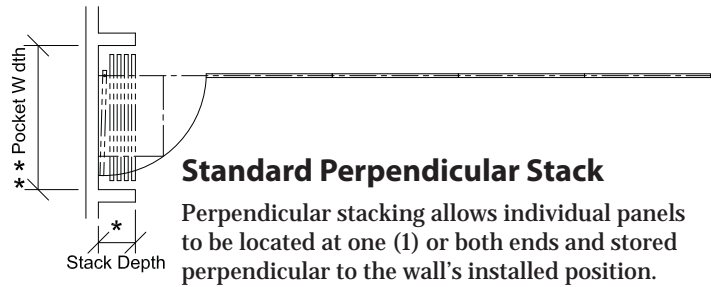 * * Pocket W dth
*
Stack Depth
Standard Perpendicular Stack
Perpendicular stacking allows individual panels
to be located at one (1) or both ends and stored
perpendicular to the wall's installed position.